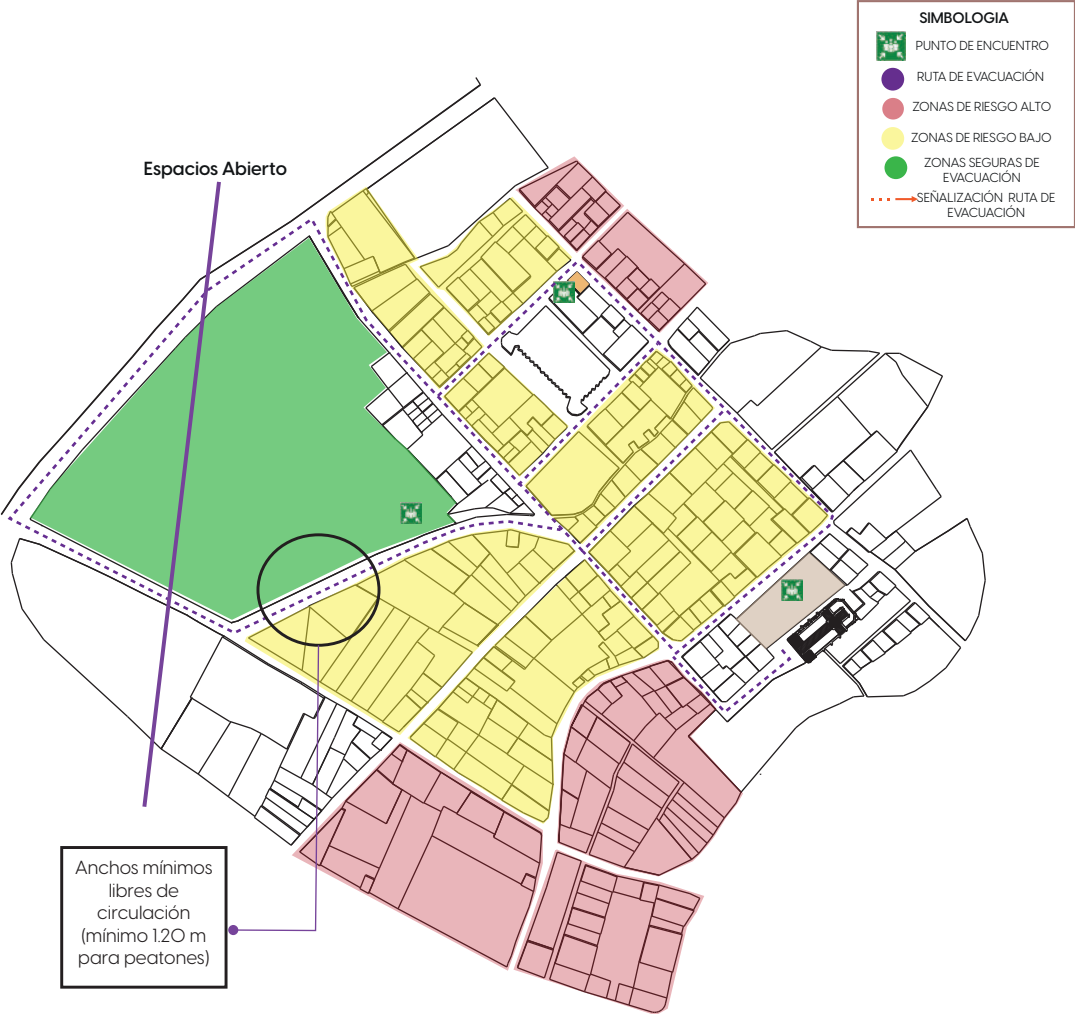 SIMBOLOGIA
PUNTO DE ENCUENTRO
RUTA DE EVACUACIÓN
ZONAS DE RIESGO ALTO
ZONAS DE RIESGO BAJO
ZONAS SEGURAS DE
EVACUACIÓN
SEÑALIZACIÓN RUTA DE
EVACUACIÓN
Espacios Abierto
Anchos mínimos
libres de
circulación
(mínimo 1.20 m
para peatones)